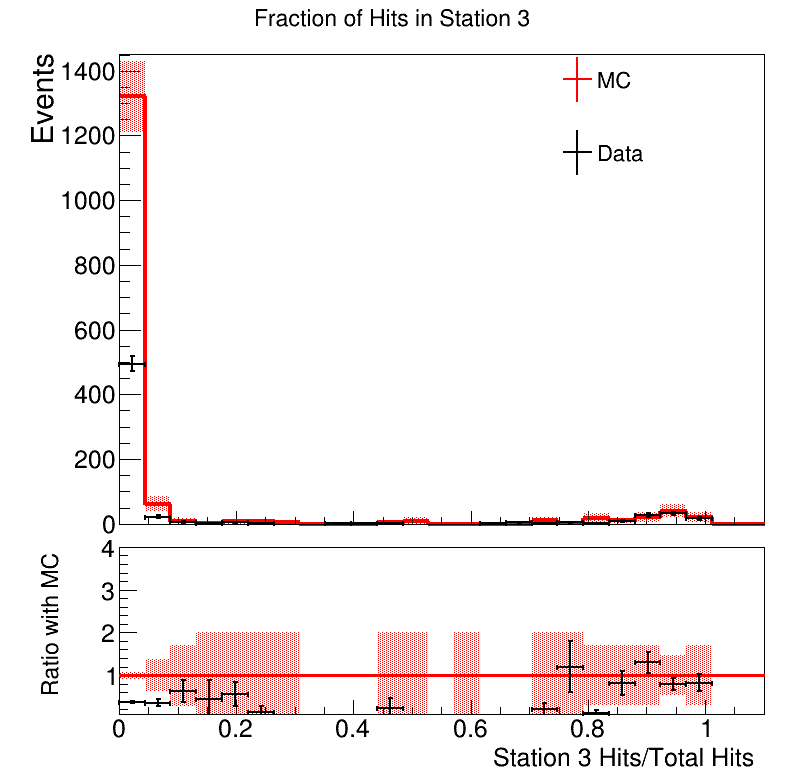 Fraction of Hits in Station 3
Events
1400
1200
1000
800
600
400
200
0
MC
Data
Ratio with MC
4
3
2
1
0 0.2 0.4 0.6 0.8 1
Station 3 Hits/Total Hits